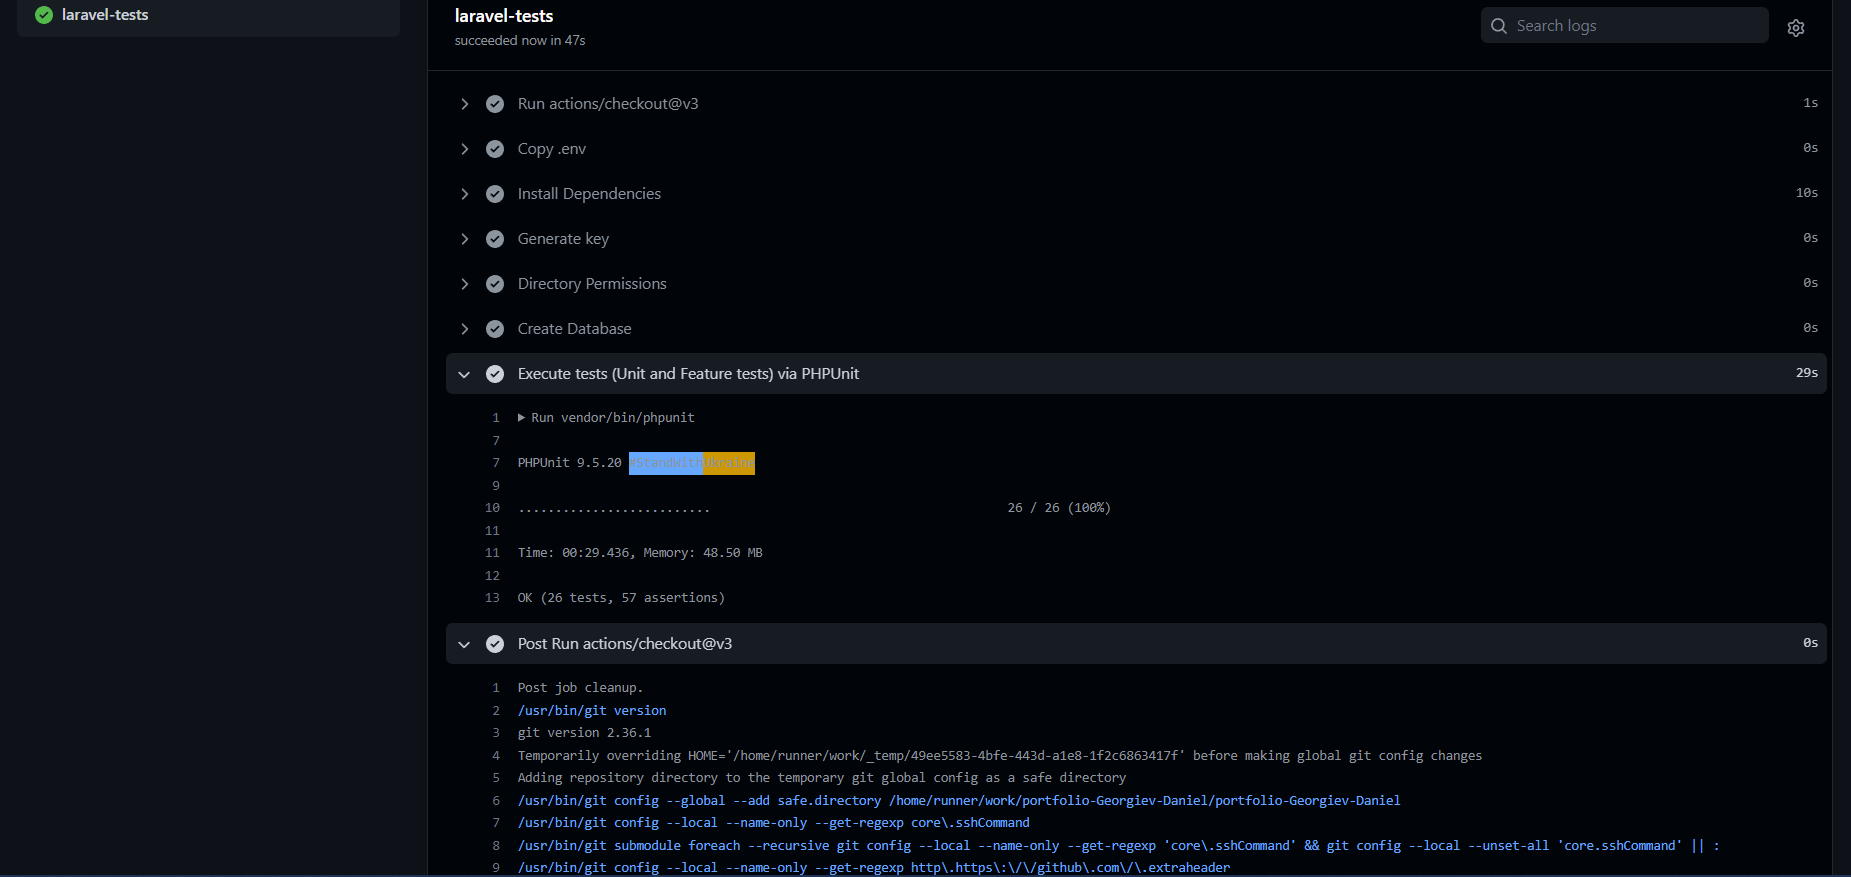 laravel-tests
laravel-tests
succeeded now in 47s
Search logs
Run actions/checkout@v3 1s
Copy .env 0s
Install Dependencies 10s
Generate key 0s
Directory Permissions 0s
Create Database 0s
Execute tests (Unit and Feature tests) via PHPUnit 29s
1 Run vendor/bin/phpunit
7
7 PHPUnit 9.5.20 #StandWithUkraine
9
10 .......................... 26 / 26 (100%)
11
11 Time: 00:29.436, Memory: 48.50 MB
12
13 OK (26 tests, 57 assertions)
Post Run actions/checkout@v3 0s
1 Post job cleanup.
2 /usr/bin/git version
3 git version 2.36.1
4 Temporarily overriding HOME='/home/runner/work/_temp/49ee5583-4bfe-443d-a1e8-1f2c6863417f' before making global git config changes
5 Adding repository directory to the temporary git global config as a safe directory
6 /usr/bin/git config --global --add safe.directory /home/runner/work/portfolio-Georgiev-Daniel/portfolio-Georgiev-Daniel
7 /usr/bin/git config --local --name-only --get-regexp core\.sshCommand
8 /usr/bin/git submodule foreach --recursive git config --local --name-only --get-regexp 'core\.sshCommand' && git config --local --unset-all 'core.sshCommand' || :
9 /usr/bin/git config --local --name-only --get-regexp http\.https\:\/\/github\.com\/\.extraheader